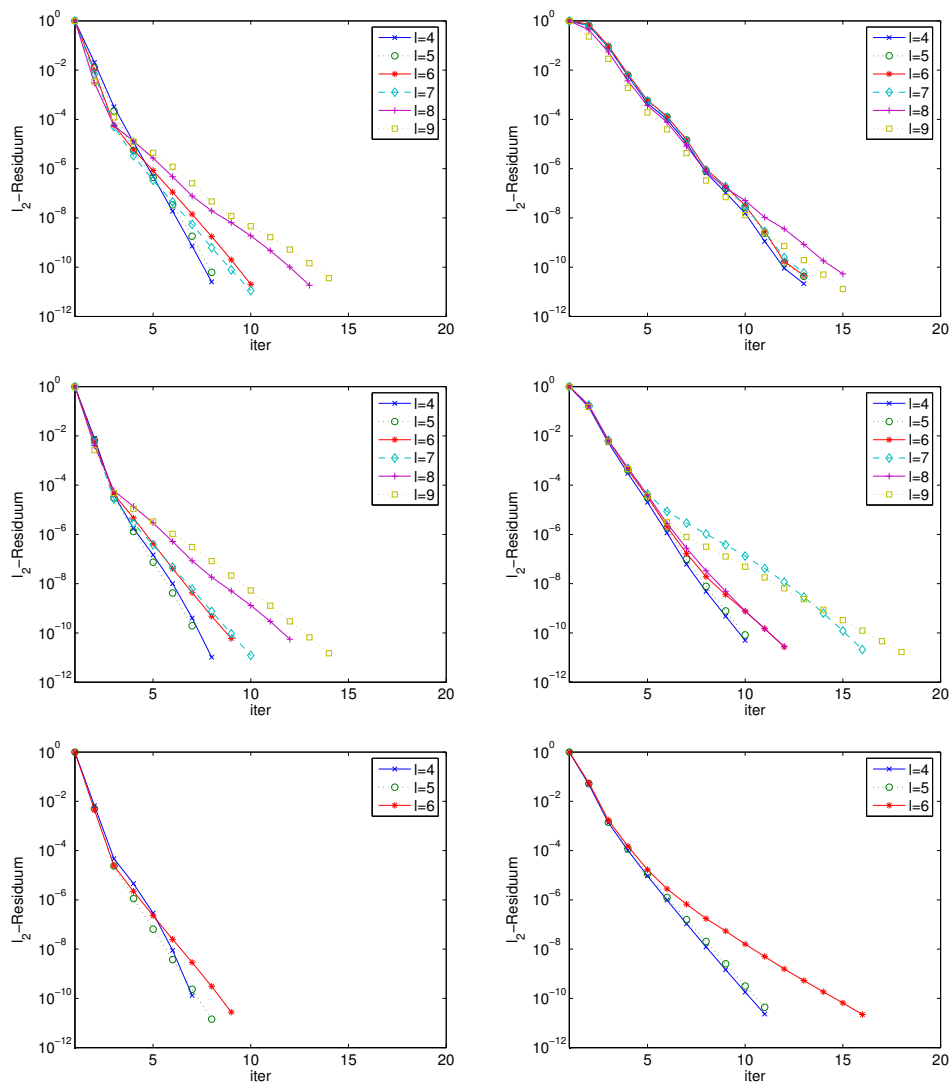 10^0
10^-2
10^-4
10^-6
10^-8
10^-10
10^-12
l_2-Residuum
5
10
15
20
iter
l=4
l=5
l=6
l=7
l=8
l=9
10^0
10^-2
10^-4
10^-6
10^-8
10^-10
10^-12
l_2-Residuum
5
10
15
20
iter
l=4
l=5
l=6
l=7
l=8
l=9
10^0
10^-2
10^-4
10^-6
10^-8
10^-10
10^-12
l_2-Residuum
5
10
15
20
iter
l=4
l=5
l=6
l=7
l=8
l=9
10^0
10^-2
10^-4
10^-6
10^-8
10^-10
10^-12
l_2-Residuum
5
10
15
20
iter
l=4
l=5
l=6
l=7
l=8
l=9
10^0
10^-2
10^-4
10^-6
10^-8
10^-10
10^-12
l_2-Residuum
5
10
15
20
iter
l=4
l=5
l=6
10^0
10^-2
10^-4
10^-6
10^-8
10^-10
10^-12
l_2-Residuum
5
10
15
20
iter
l=4
l=5
l=6